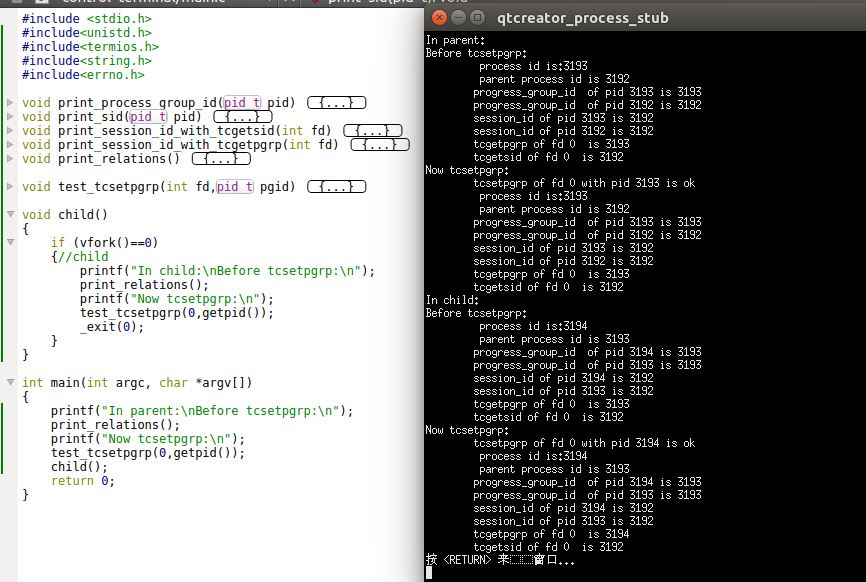 #include <stdio.h>
#include<unistd.h>
#include<termios.h>
#include<string.h>
#include<errno.h>
void print_process_group_id(pid_t pid) {...}
void print_sid(pid_t pid) {...}
void print_session_id_with_tcgetsid(int fd) {...}
void print_session_id_with_tcgetpgrp(int fd) {...}
void print_relations() {...}
void test_tcsetpgrp(int fd,pid_t pgid) {...}
void child()
{
if (vfork()==0)
{//child
printf("In child:\nBefore tcsetpgrp:\n");
print_relations();
printf("Now tcsetpgrp:\n");
test_tcsetpgrp(0,getpid());
_exit(0);
}
}
int main(int argc, char *argv[])
{
printf("In parent:\nBefore tcsetpgrp:\n");
print_relations();
printf("Now tcsetpgrp:\n");
test_tcsetpgrp(0,getpid());
child();
return 0;
}
qtcreator_process_stub
In parent:
Before tcsetpgrp:
process id is:3193
parent process id is 3192
progress_group_id of pid 3193 is 3193
progress_group_id of pid 3192 is 3192
session_id of pid 3193 is 3192
session_id of pid 3192 is 3192
tcgetpgrp of fd 0 is 3193
tcgetsid of fd 0 is 3192
Now tcsetpgrp:
tcsetpgrp of fd 0 with pid 3193 is ok
process id is:3193
parent process id is 3192
progress_group_id of pid 3193 is 3193
progress_group_id of pid 3192 is 3192
session_id of pid 3193 is 3192
session_id of pid 3192 is 3192
tcgetpgrp of fd 0 is 3193
tcgetsid of fd 0 is 3192
In child:
Before tcsetpgrp:
process id is:3194
parent process id is 3193
progress_group_id of pid 3194 is 3193
progress_group_id of pid 3193 is 3193
session_id of pid 3194 is 3192
session_id of pid 3193 is 3192
tcgetpgrp of fd 0 is 3193
tcgetsid of fd 0 is 3192
Now tcsetpgrp:
tcsetpgrp of fd 0 with pid 3194 is ok
process id is:3194
parent process id is 3193
progress_group_id of pid 3194 is 3193
progress_group_id of pid 3193 is 3193
session_id of pid 3194 is 3192
session_id of pid 3193 is 3192
tcgetpgrp of fd 0 is 3194
tcgetsid of fd 0 is 3192
按 <RETURN> 来窗口...